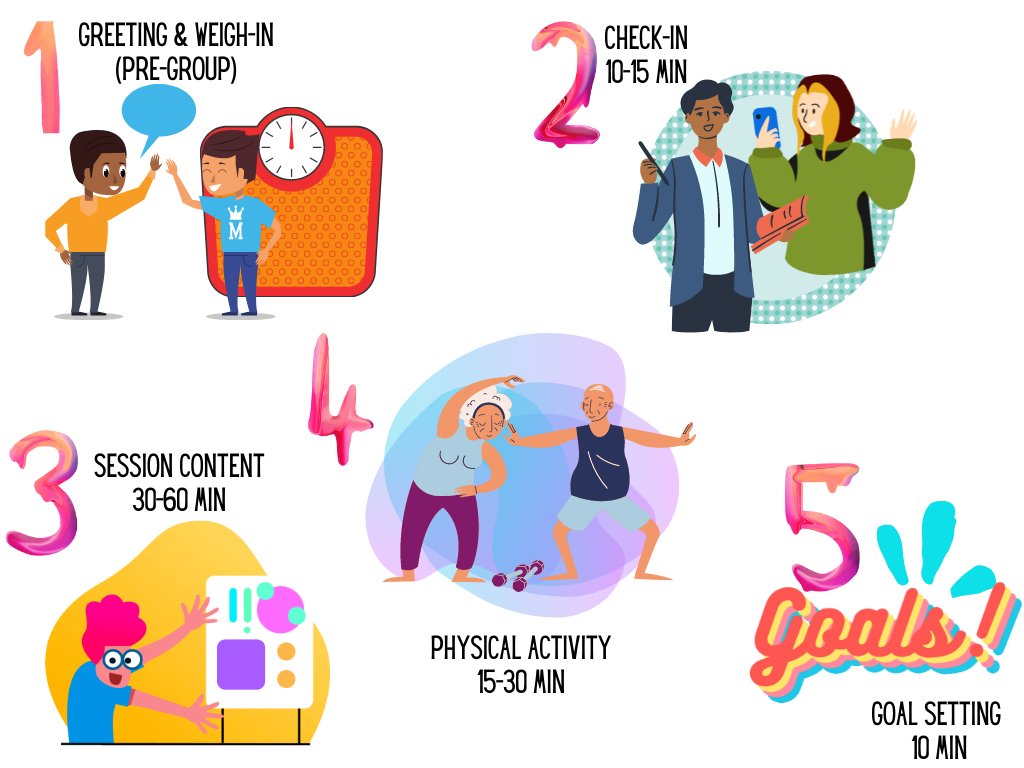 1
GREETING & WEIGH-IN
(PRE-GROUP)
M
2
CHECK-IN
10-15 MIN
3
SESSION CONTENT
30-60 MIN
4
PHYSICAL ACTIVITY
15-30 MIN
5
Goals!
GOAL SETTING
10 MIN